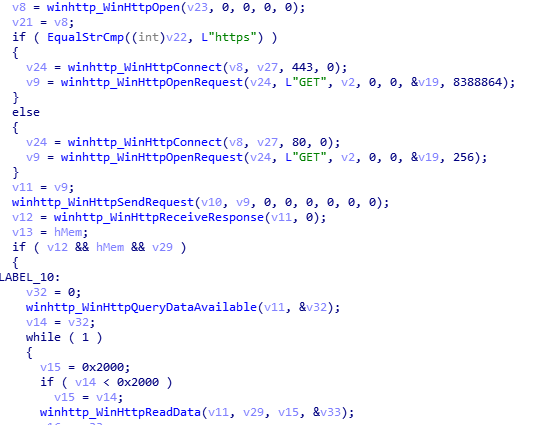 v8 = winhttp_WinHttpOpen(v23, 0, 0, 0, 0);
v21 = v8;
if ( EqualStrCmp((int)v22, L"https") )
{
v24 = winhttp_WinHttpConnect(v8, v27, 443, 0);
v9 = winhttp_WinHttpOpenRequest(v24, L"GET", v2, 0, 0, &v19, 8388864);
}
else
{
v24 = winhttp_WinHttpConnect(v8, v27, 80, 0);
v9 = winhttp_WinHttpOpenRequest(v24, L"GET", v2, 0, 0, &v19, 256);
}
v11 = v9;
winhttp_WinHttpSendRequest(v10, v9, 0, 0, 0, 0, 0, 0);
v12 = winhttp_WinHttpReceiveResponse(v11, 0);
v13 = hMem;
if ( v12 && hMem && v29 )
{
LABEL_10:
v32 = 0;
winhttp_WinHttpQueryDataAvailable(v11, &v32);
v14 = v32;
while ( 1 )
{
v15 = 0x2000;
if ( v14 < 0x2000 )
v15 = v14;
winhttp_WinHttpReadData(v11, v29, v15, &v33);